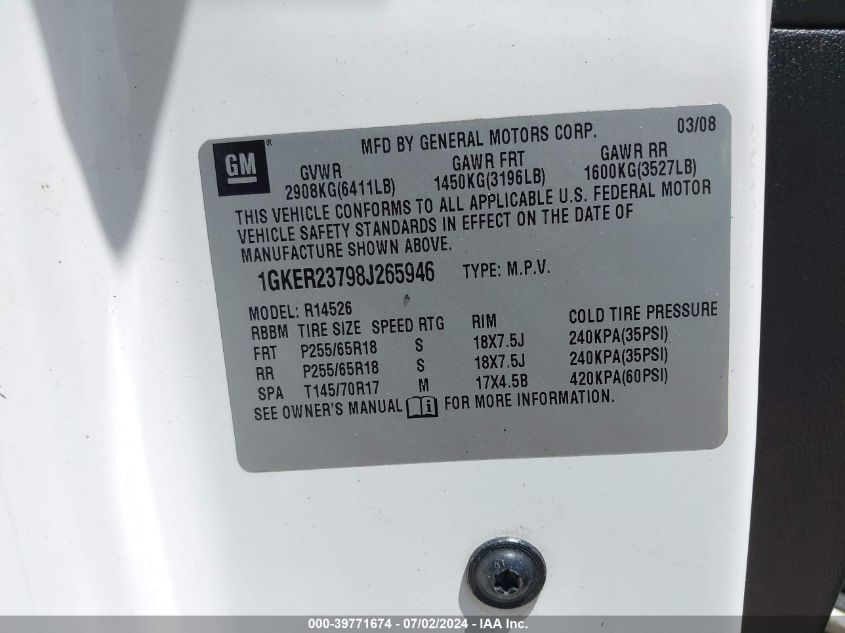 GM ®
MFD BY GENERAL MOTORS CORP. 03/08
GVWR GAWR FRT GAWR RR
2908KG(6411LB) 1450KG(3196LB) 1600KG(3527LB)
THIS VEHICLE CONFORMS TO ALL APPLICABLE U.S. FEDERAL MOTOR
VEHICLE SAFETY STANDARDS IN EFFECT ON THE DATE OF
MANUFACTURE SHOWN ABOVE.
1GKER23798J265946 TYPE: M.P.V.
MODEL: R14526
RBBM TIRE SIZE SPEED RTG RIM COLD TIRE PRESSURE
FRT P255/65R18 S 18X7.5J 240KPA(35PSI)
RR P255/65R18 S 18X7.5J 240KPA(35PSI)
SPA T145/70R17 M 17X4.5B 420KPA(60PSI)
SEE OWNER'S MANUAL FOR MORE INFORMATION.
000-39771674 - 07/02/2024 - IAA Inc.